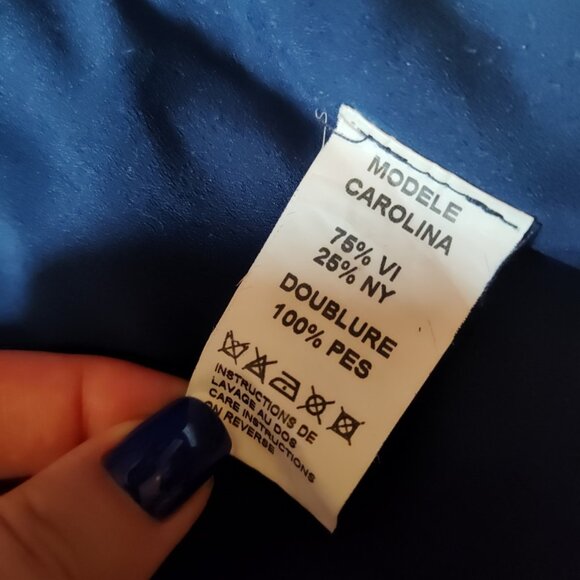 MODELE
CAROLINA
75% VI
25% NY
DOUBLURE
100% PES
INSTRUCTIONS DE
LAVAGE AU DOS
CARE INSTRUCTIONS
ON REVERSE